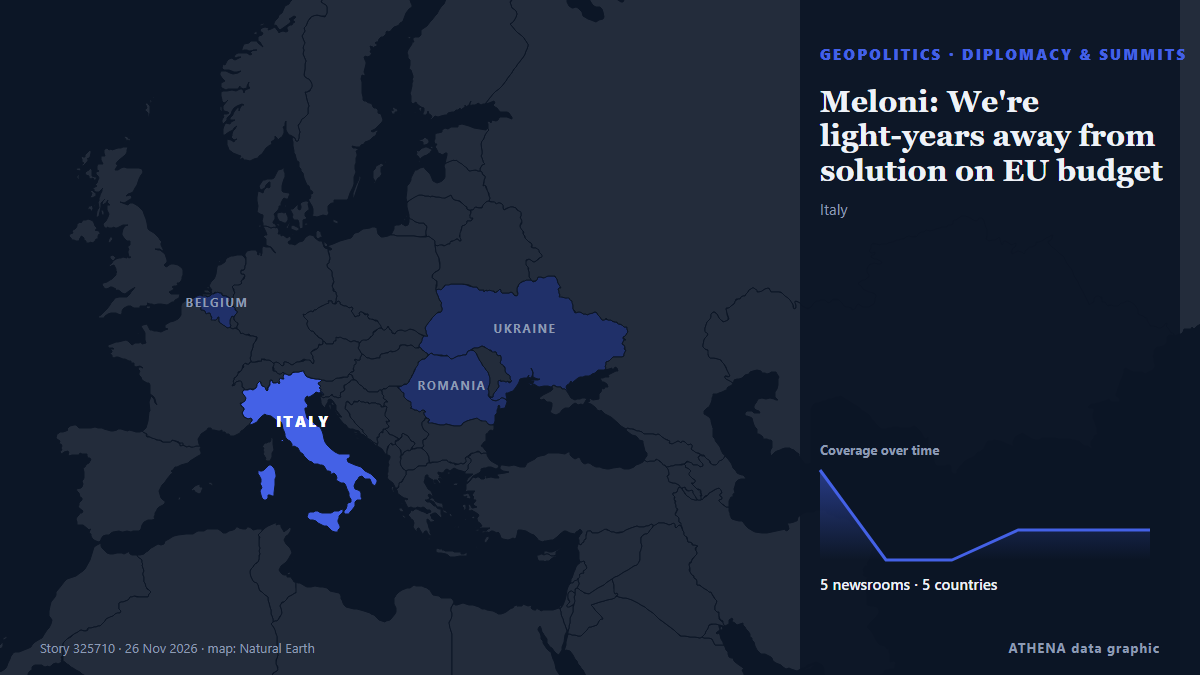 GEOPOLITICS · DIPLOMACY & SUMMITS
Meloni: We're
light-years away from
solution on EU budget
Italy
BELGIUM
UKRAINE
ROMANIA
ITALY
Coverage over time
5 newsrooms · 5 countries
Story 325710 · 26 Nov 2026 · map: Natural Earth
ATHENA data graphic